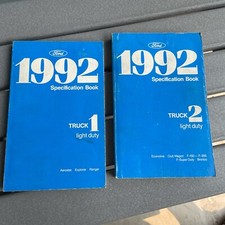 Ford
1992
Specification Book
TRUCK 1
light duty
Aerostar Explorer Ranger
Ford
1992
Specification Book
TRUCK 2
light duty
Econoline Club Wagon F-150 - F-350
F-Super Duty Bronco